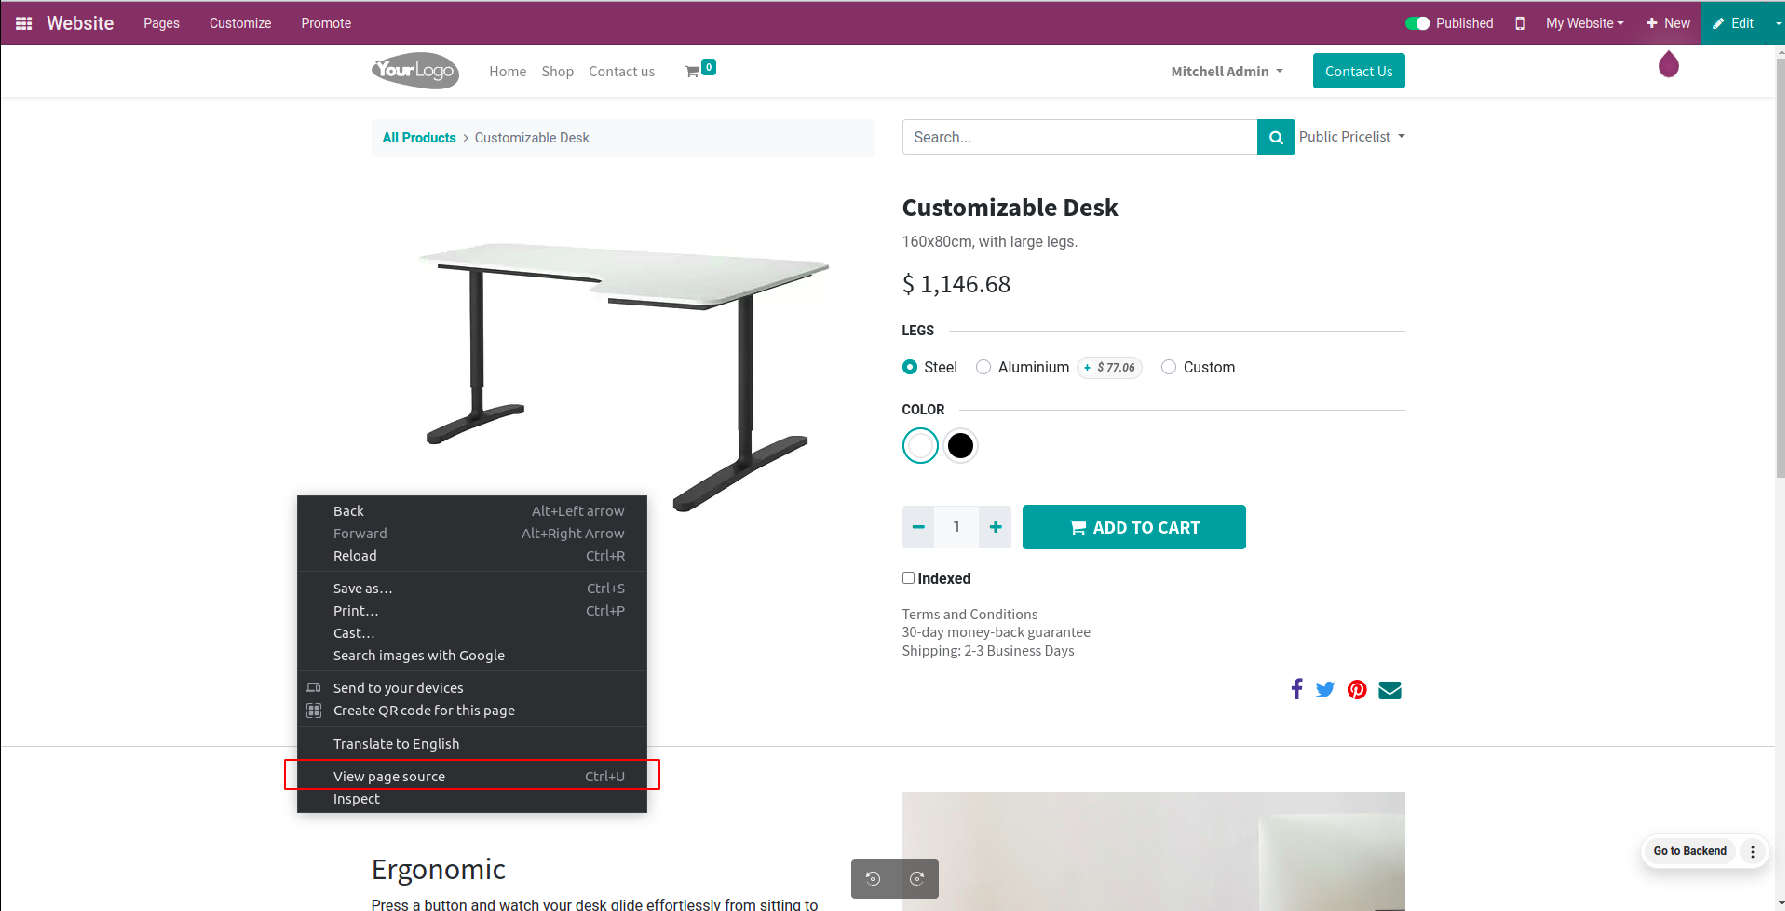 Website Pages Customize Promote Published My Website New Edit
YourLogo Home Shop Contact us 0 Mitchell Admin Contact Us
All Products > Customizable Desk Search... Public Pricelist
Customizable Desk
160x80cm, with large legs.
$ 1,146.68
LEGS
Steel Aluminium + $ 77.06 Custom
COLOR
1 ADD TO CART
Indexed
Terms and Conditions
30-day money-back guarantee
Shipping: 2-3 Business Days
Back Alt+Left arrow
Forward Alt+Right Arrow
Reload Ctrl+R
Save as... Ctrl+S
Print... Ctrl+P
Cast...
Search images with Google
Send to your devices
Create QR code for this page
Translate to English
View page source Ctrl+U
Inspect
Go to Backend
Ergonomic
Press a button and watch your desk glide effortlessly from sitting to